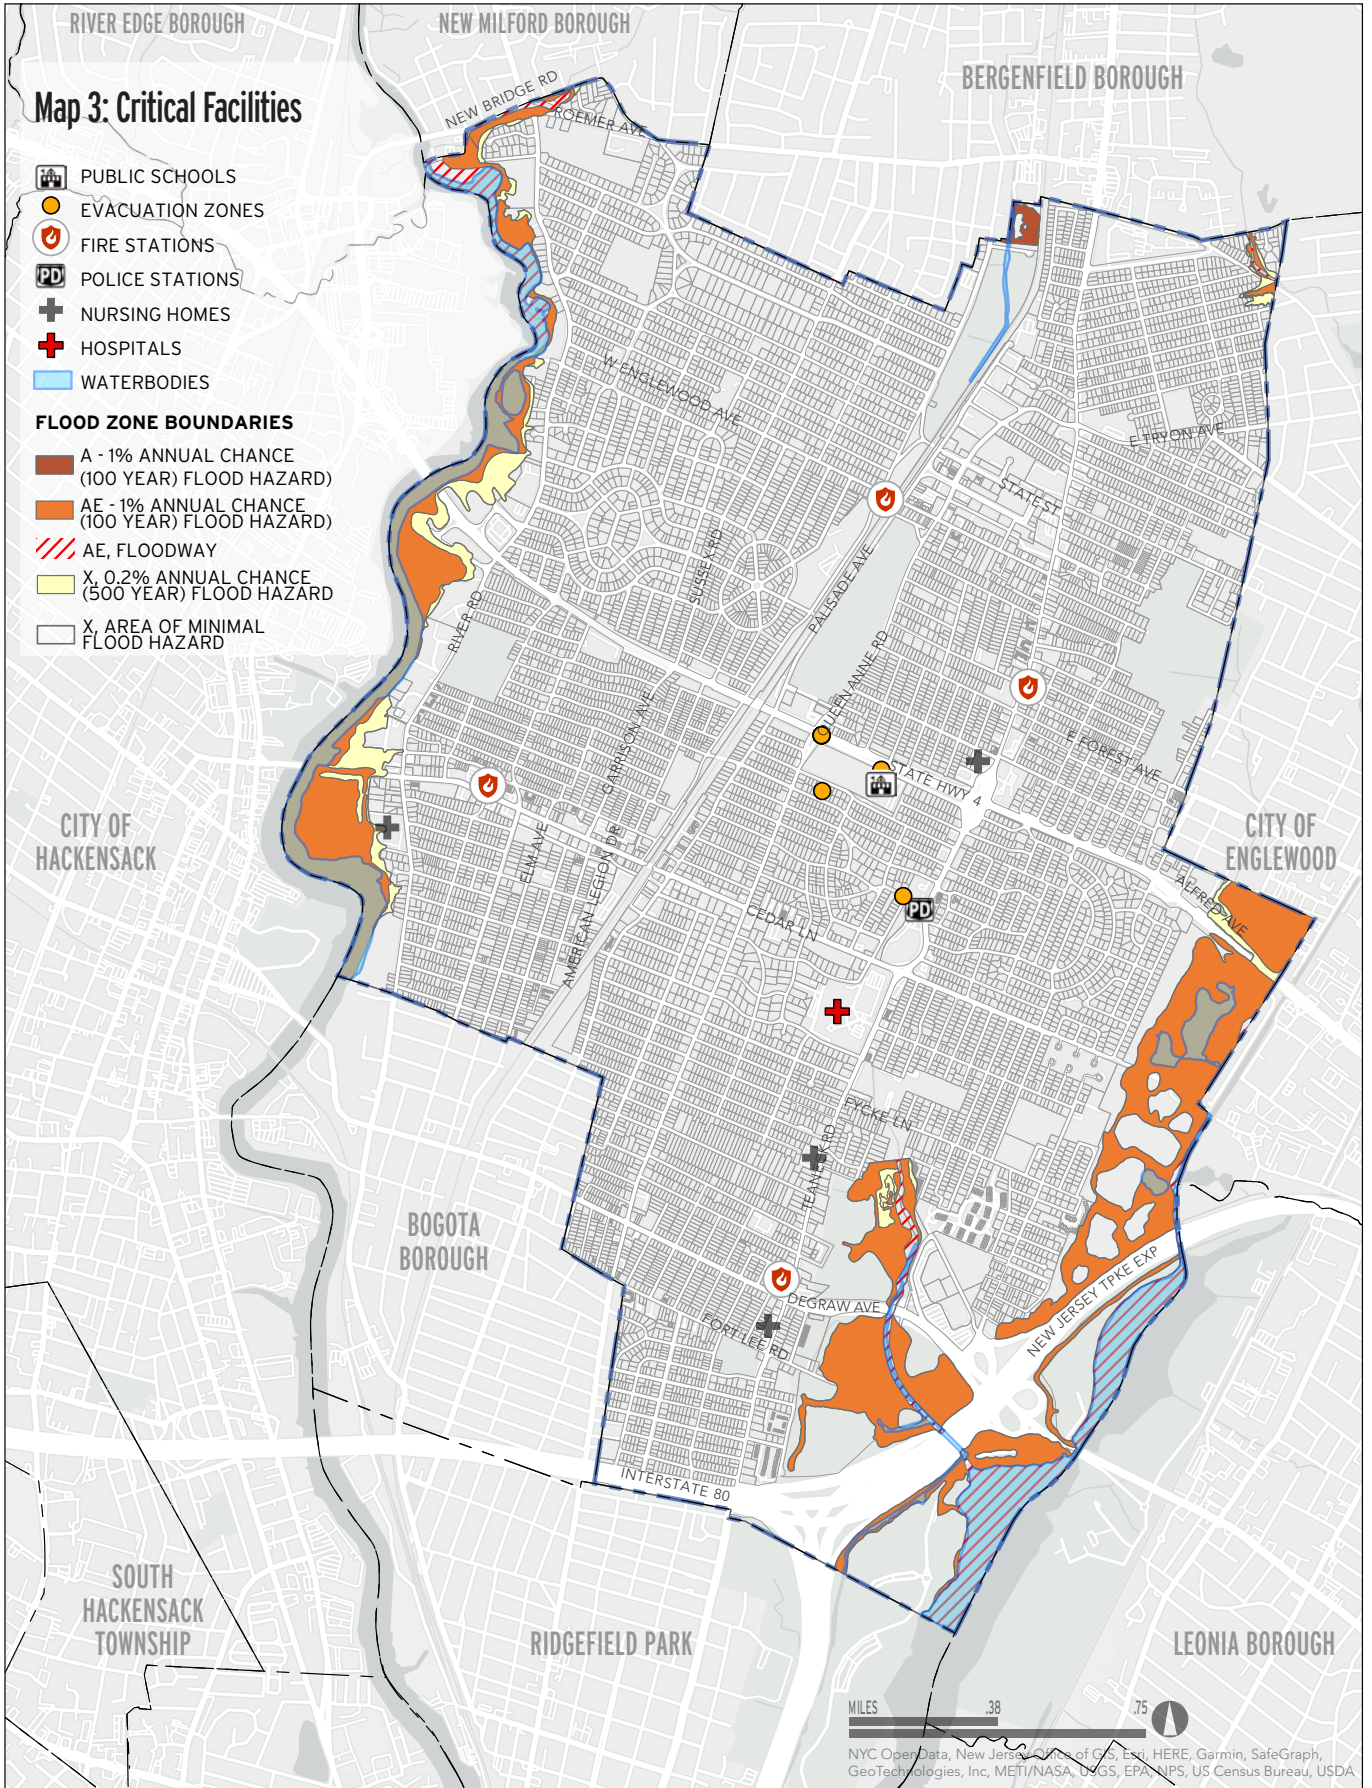 RIVER EDGE BOROUGH
NEW MILFORD BOROUGH
BERGENFIELD BOROUGH
Map 3: Critical Facilities
PUBLIC SCHOOLS
EVACUATION ZONES
FIRE STATIONS
PD
POLICE STATIONS
NURSING HOMES
HOSPITALS
WATERBODIES
FLOOD ZONE BOUNDARIES
A - 1% ANNUAL CHANCE
(100 YEAR) FLOOD HAZARD)
AE - 1% ANNUAL CHANCE
(100 YEAR) FLOOD HAZARD)
AE, FLOODWAY
X, 0.2% ANNUAL CHANCE
(500 YEAR) FLOOD HAZARD
X, AREA OF MINIMAL
FLOOD HAZARD
NEW BRIDGE RD
ROEMER AVE
W ENGLEWOOD AVE
E TRYON AVE
STATE ST
SUSSEX RD
PALISADE AVE
RIVER RD
QUEEN ANNE RD
GARRISON AVE
E FOREST AVE
STATE HWY 4
CITY OF
HACKENSACK
CITY OF
ENGLEWOOD
ELM AVE
AMERICAN LEGION DR
ALFRED AVE
CEDAR LN
PD
FYCKE LN
TEANECK RD
BOGOTA
BOROUGH
NEW JERSEY TPKE EXP
DEGRAW AVE
FORT LEE RD
INTERSTATE 80
SOUTH
HACKENSACK
TOWNSHIP
RIDGEFIELD PARK
LEONIA BOROUGH
MILES
.38
.75
NYC OpenData, New Jersey Office of GIS, Esri, HERE, Garmin, SafeGraph,
GeoTechnologies, Inc, METI/NASA, USGS, EPA, NPS, US Census Bureau, USDA